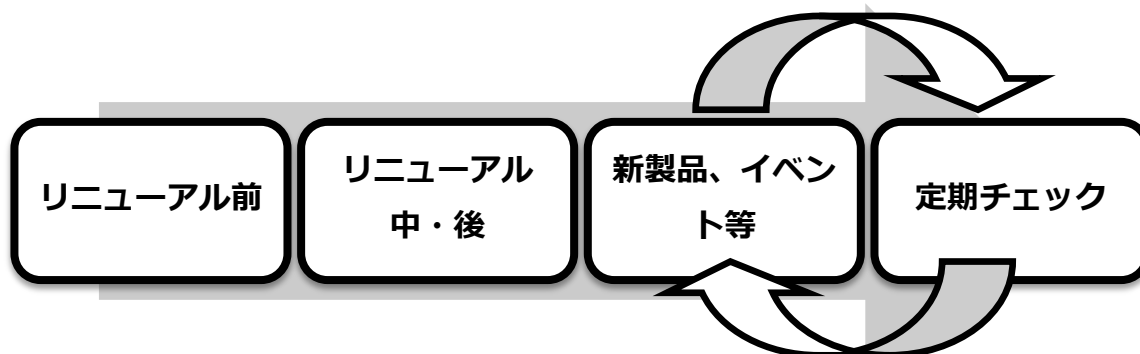 リニューアル前
リニューアル
中・後
新製品、イベン
ト等
定期チェック